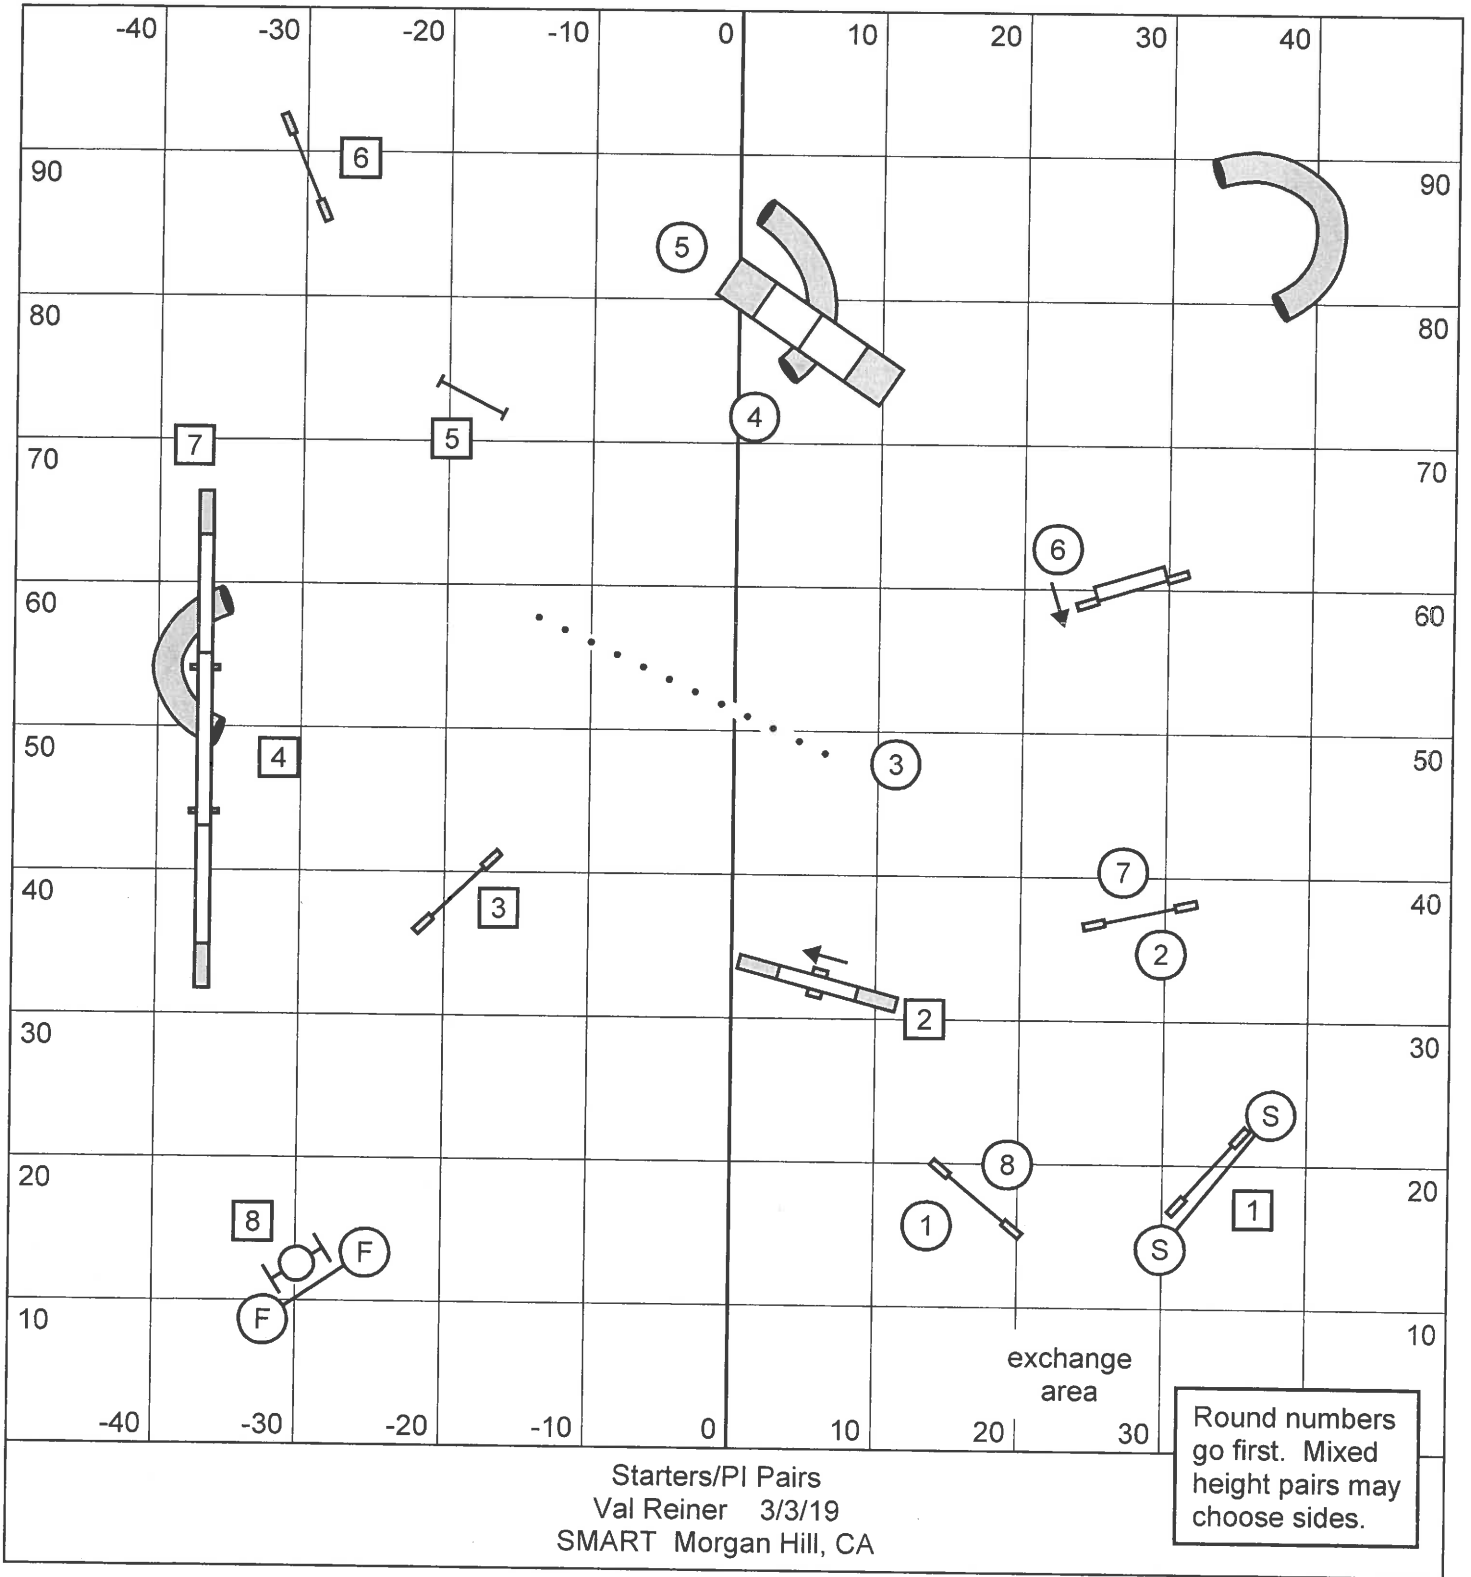 -40 -30 -20 -10 0 10 20 30 40
6
90 90
5
80 80
4
7 5
70 70
6
60 60
4 3
50 50
7
40 40
3
2
2
30 30
S
8
20 20
8 1 1
F S
F
10 10
exchange
area
-40 -30 -20 -10 0 10 20 30
Round numbers
go first. Mixed
height pairs may
choose sides.
Starters/PI Pairs
Val Reiner 3/3/19
SMART Morgan Hill, CA